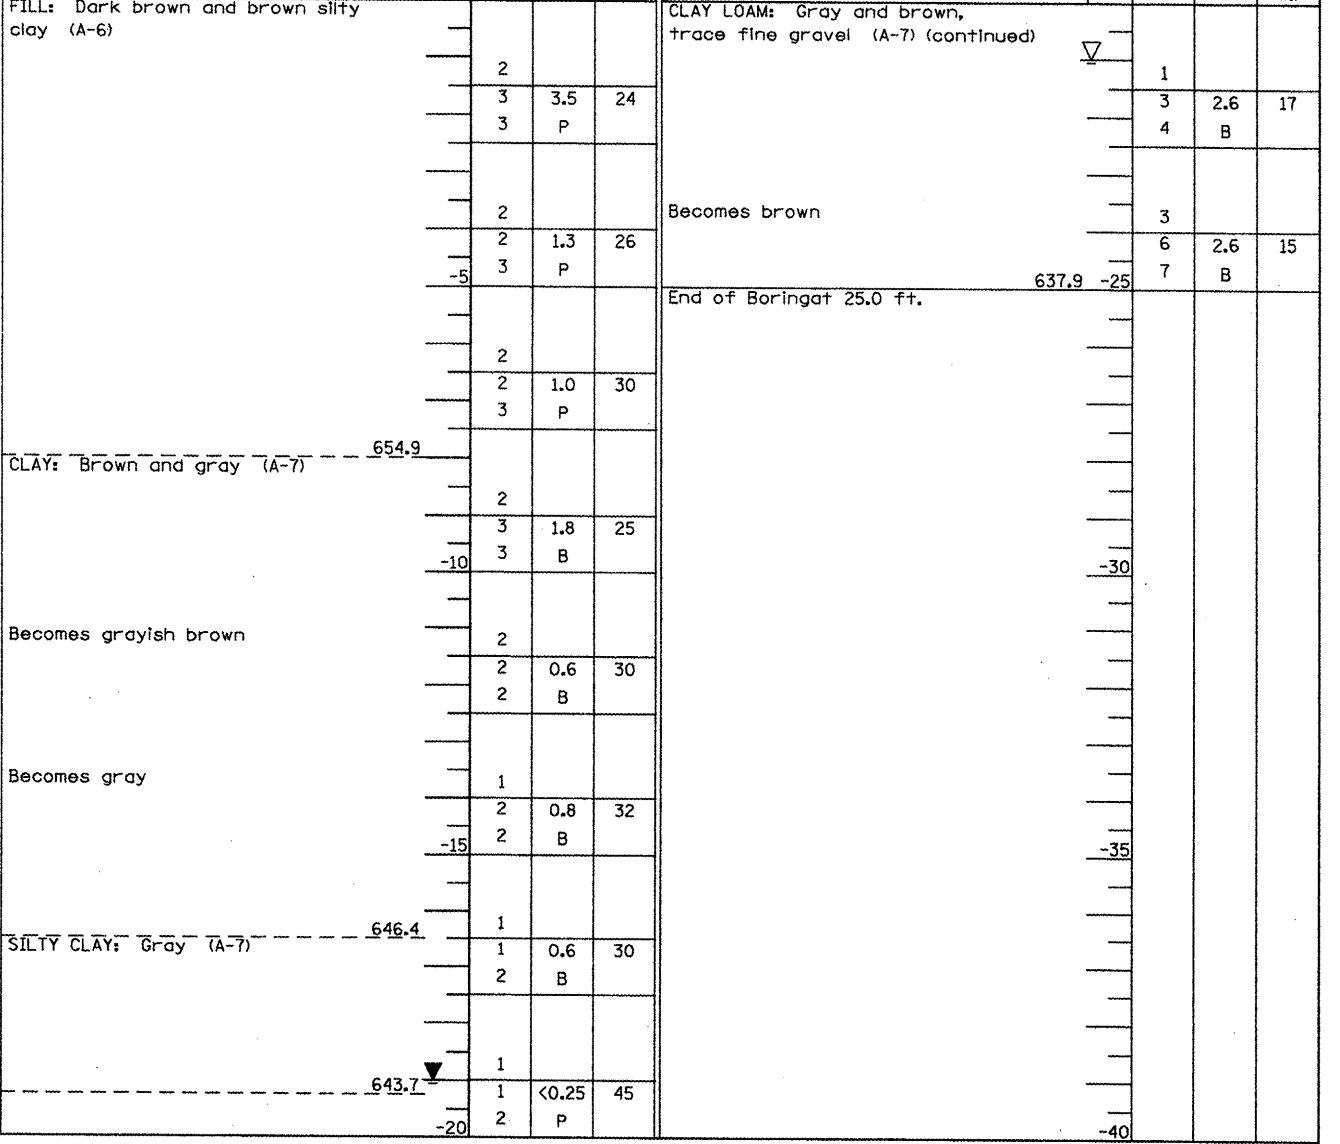 FILL: Dark brown and brown silty
clay (A-6)
2
3 3.5 24
3 P
2
2 1.3 26
3 P
-5
2
2 1.0 30
3 P
654.9
CLAY: Brown and gray (A-7)
2
3 1.8 25
3 B
-10
Becomes grayish brown
2
2 0.6 30
2 B
Becomes gray
1
2 0.8 32
2 B
-15
646.4
1
SILTY CLAY: Gray (A-7)
1 0.6 30
2 B
1
643.7
1 <0.25 45
2 P
-20
CLAY LOAM: Gray and brown,
trace fine gravel (A-7) (continued)
1
3 2.6 17
4 B
Becomes brown
3
6 2.6 15
7 B
637.9 -25
End of Boringat 25.0 ft.
-30
-35
-40